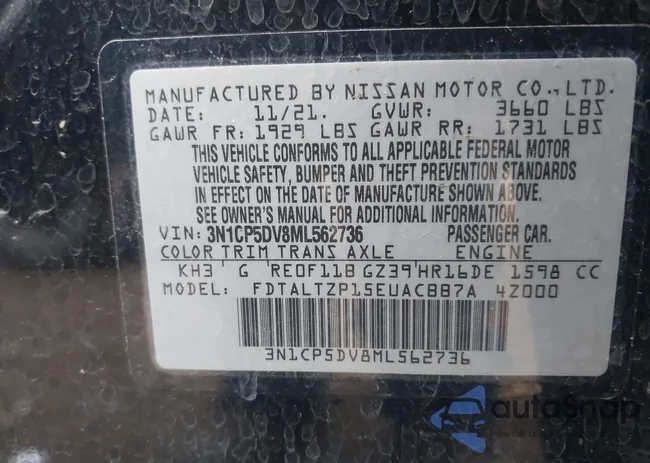 MANUFACTURED BY NISSAN MOTOR CO., LTD.
DATE: 11/21. GVWR: 3660 LBS
GAWR FR: 1929 LBS GAWR RR: 1731 LBS
THIS VEHICLE CONFORMS TO ALL APPLICABLE FEDERAL MOTOR
VEHICLE SAFETY, BUMPER AND THEFT PREVENTION STANDARDS
IN EFFECT ON THE DATE OF MANUFACTURE SHOWN ABOVE.
SEE OWNER'S MANUAL FOR ADDITIONAL INFORMATION.
VIN: 3N1CP5DV8ML562736 PASSENGER CAR.
COLOR TRIM TRANS AXLE ENGINE
KH3 G RE0F11B GZ39 HR16DE 1598 CC
FDTALTZP15EUACBB7A 4Z000
3N1CP5DV8ML562736
autoSnap